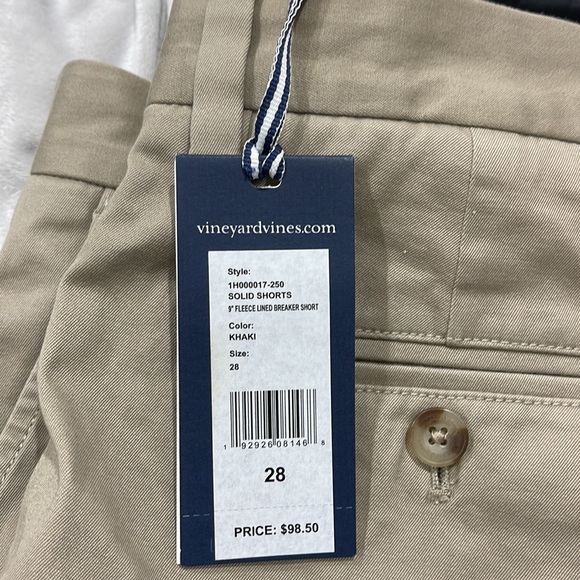 vineyardvines.com
Style:
1H000017-250
SOLID SHORTS
9" FLEECE LINED BREAKER SHORT
Color:
KHAKI
Size:
28
1 92926 08146 8
28
PRICE: $98.50